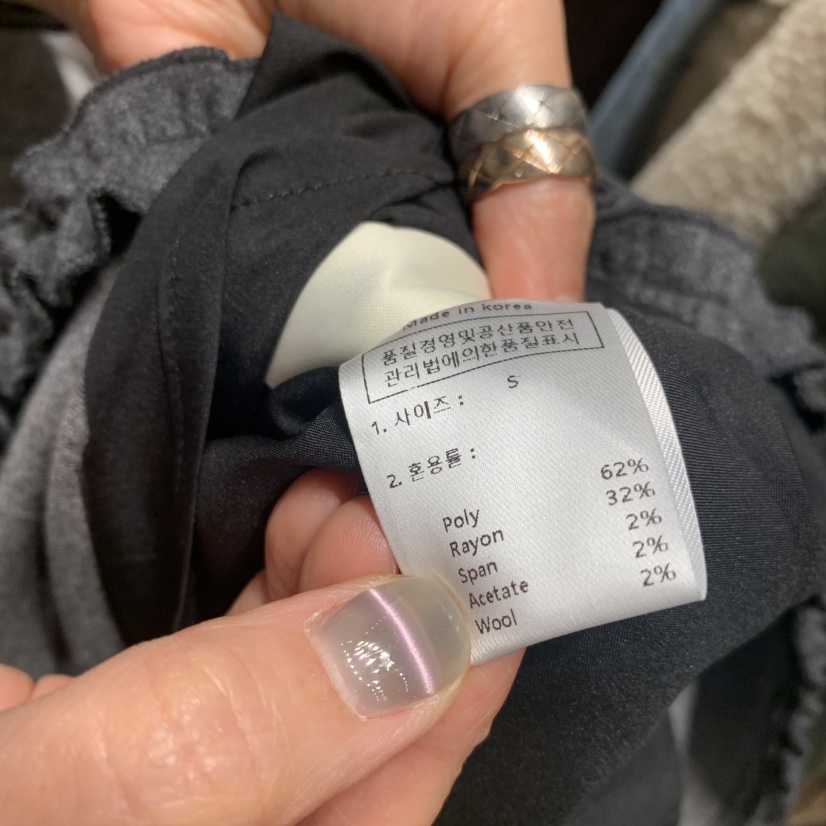 Made in korea
품질경영및공산품안전
관리법에의한품질표시
1. 사이즈 : S
2. 혼용률 :
Poly 62%
Rayon 32%
Span 2%
Acetate 2%
Wool 2%